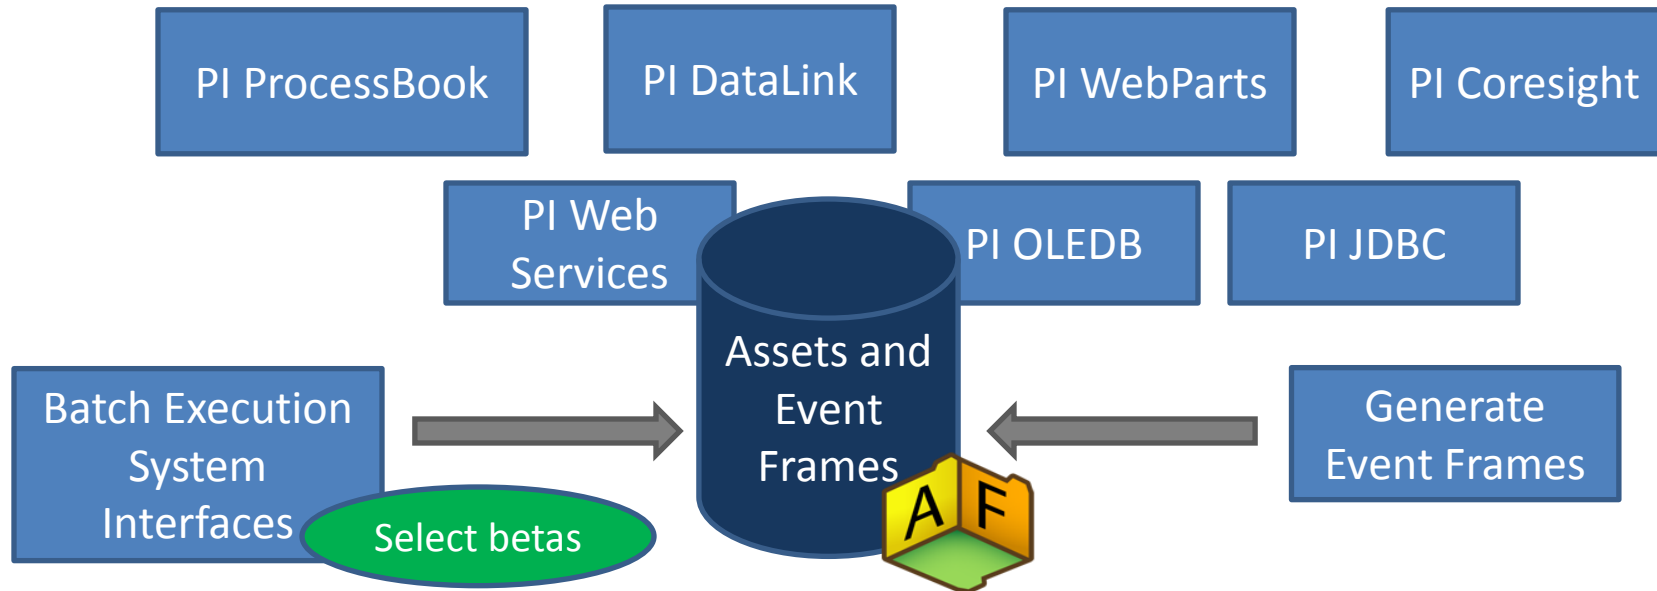 PI ProcessBook
PI DataLink
PI WebParts
PI Coresight
PI Web
Services
PI OLEDB
PI JDBC
Assets and
Event
Frames
Batch Execution
System
Interfaces
Select betas
Generate
Event Frames
A F